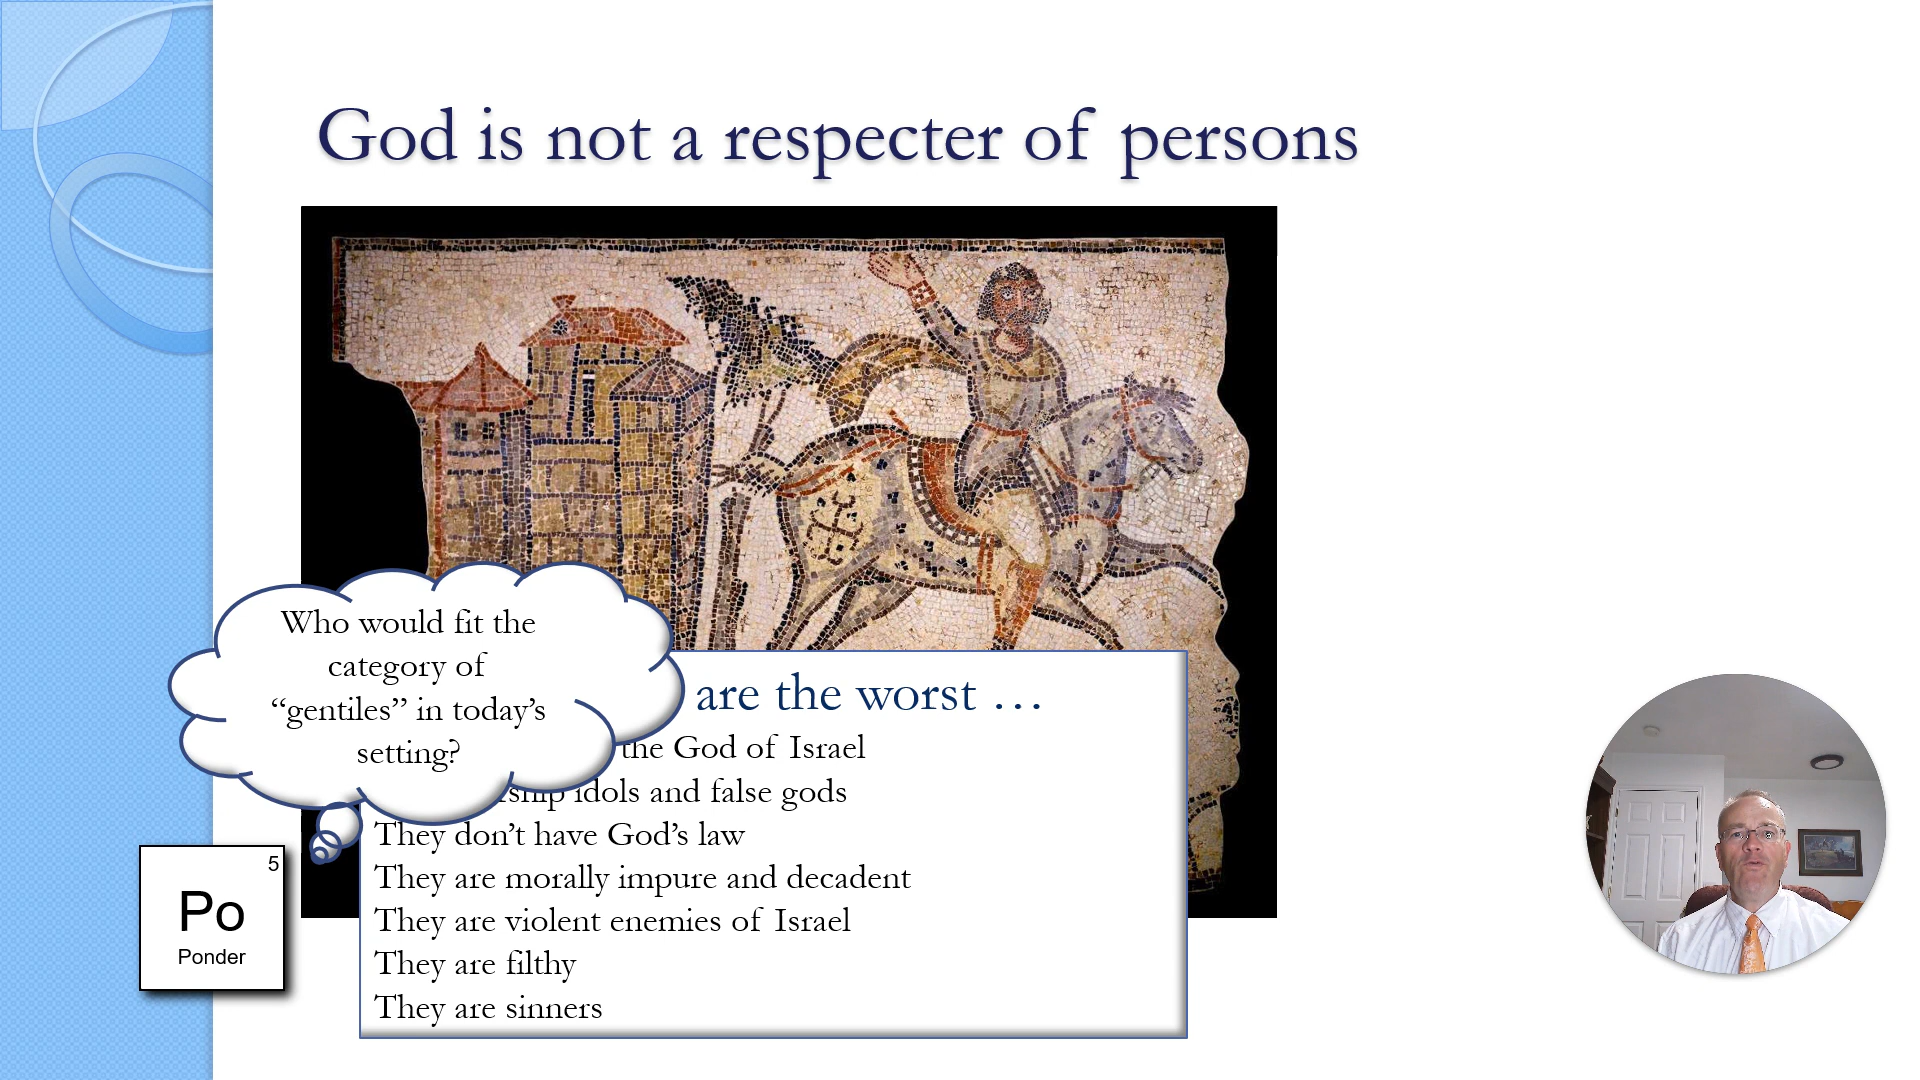 God is not a respecter of persons
Who would fit the
category of
“gentiles” in today’s
setting?
are the worst …
the God of Israel
idols and false gods
They don’t have God’s law
They are morally impure and decadent
They are violent enemies of Israel
They are filthy
They are sinners
5
Po
Ponder